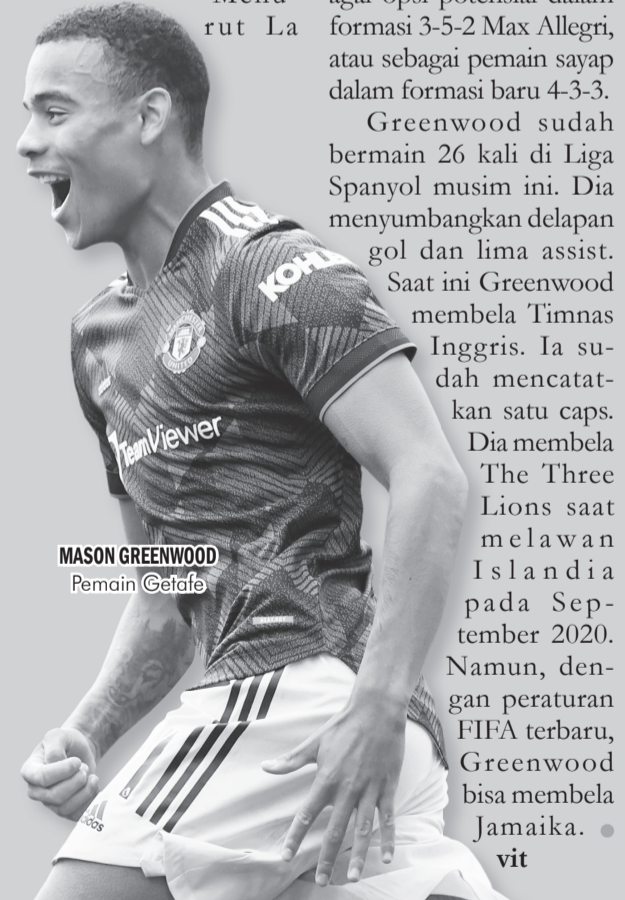 rut La
formasi 3-5-2 Max Allegri,
atau sebagai pemain sayap
dalam formasi baru 4-3-3.
Greenwood sudah
bermain 26 kali di Liga
Spanyol musim ini. Dia
menyumbangkan delapan
gol dan lima assist.
Saat ini Greenwood
membela Timnas
Inggris. Ia su-
dah mencatat-
kan satu caps.
Dia membela
The Three
Lions saat
melawan
Islandia
pada Sep-
tember 2020.
Namun, den-
gan peraturan
FIFA terbaru,
Greenwood
bisa membela
Jamaika.
vit
KOHLE
TeamViewer
MASON GREENWOOD
Pemain Getafe
adidas